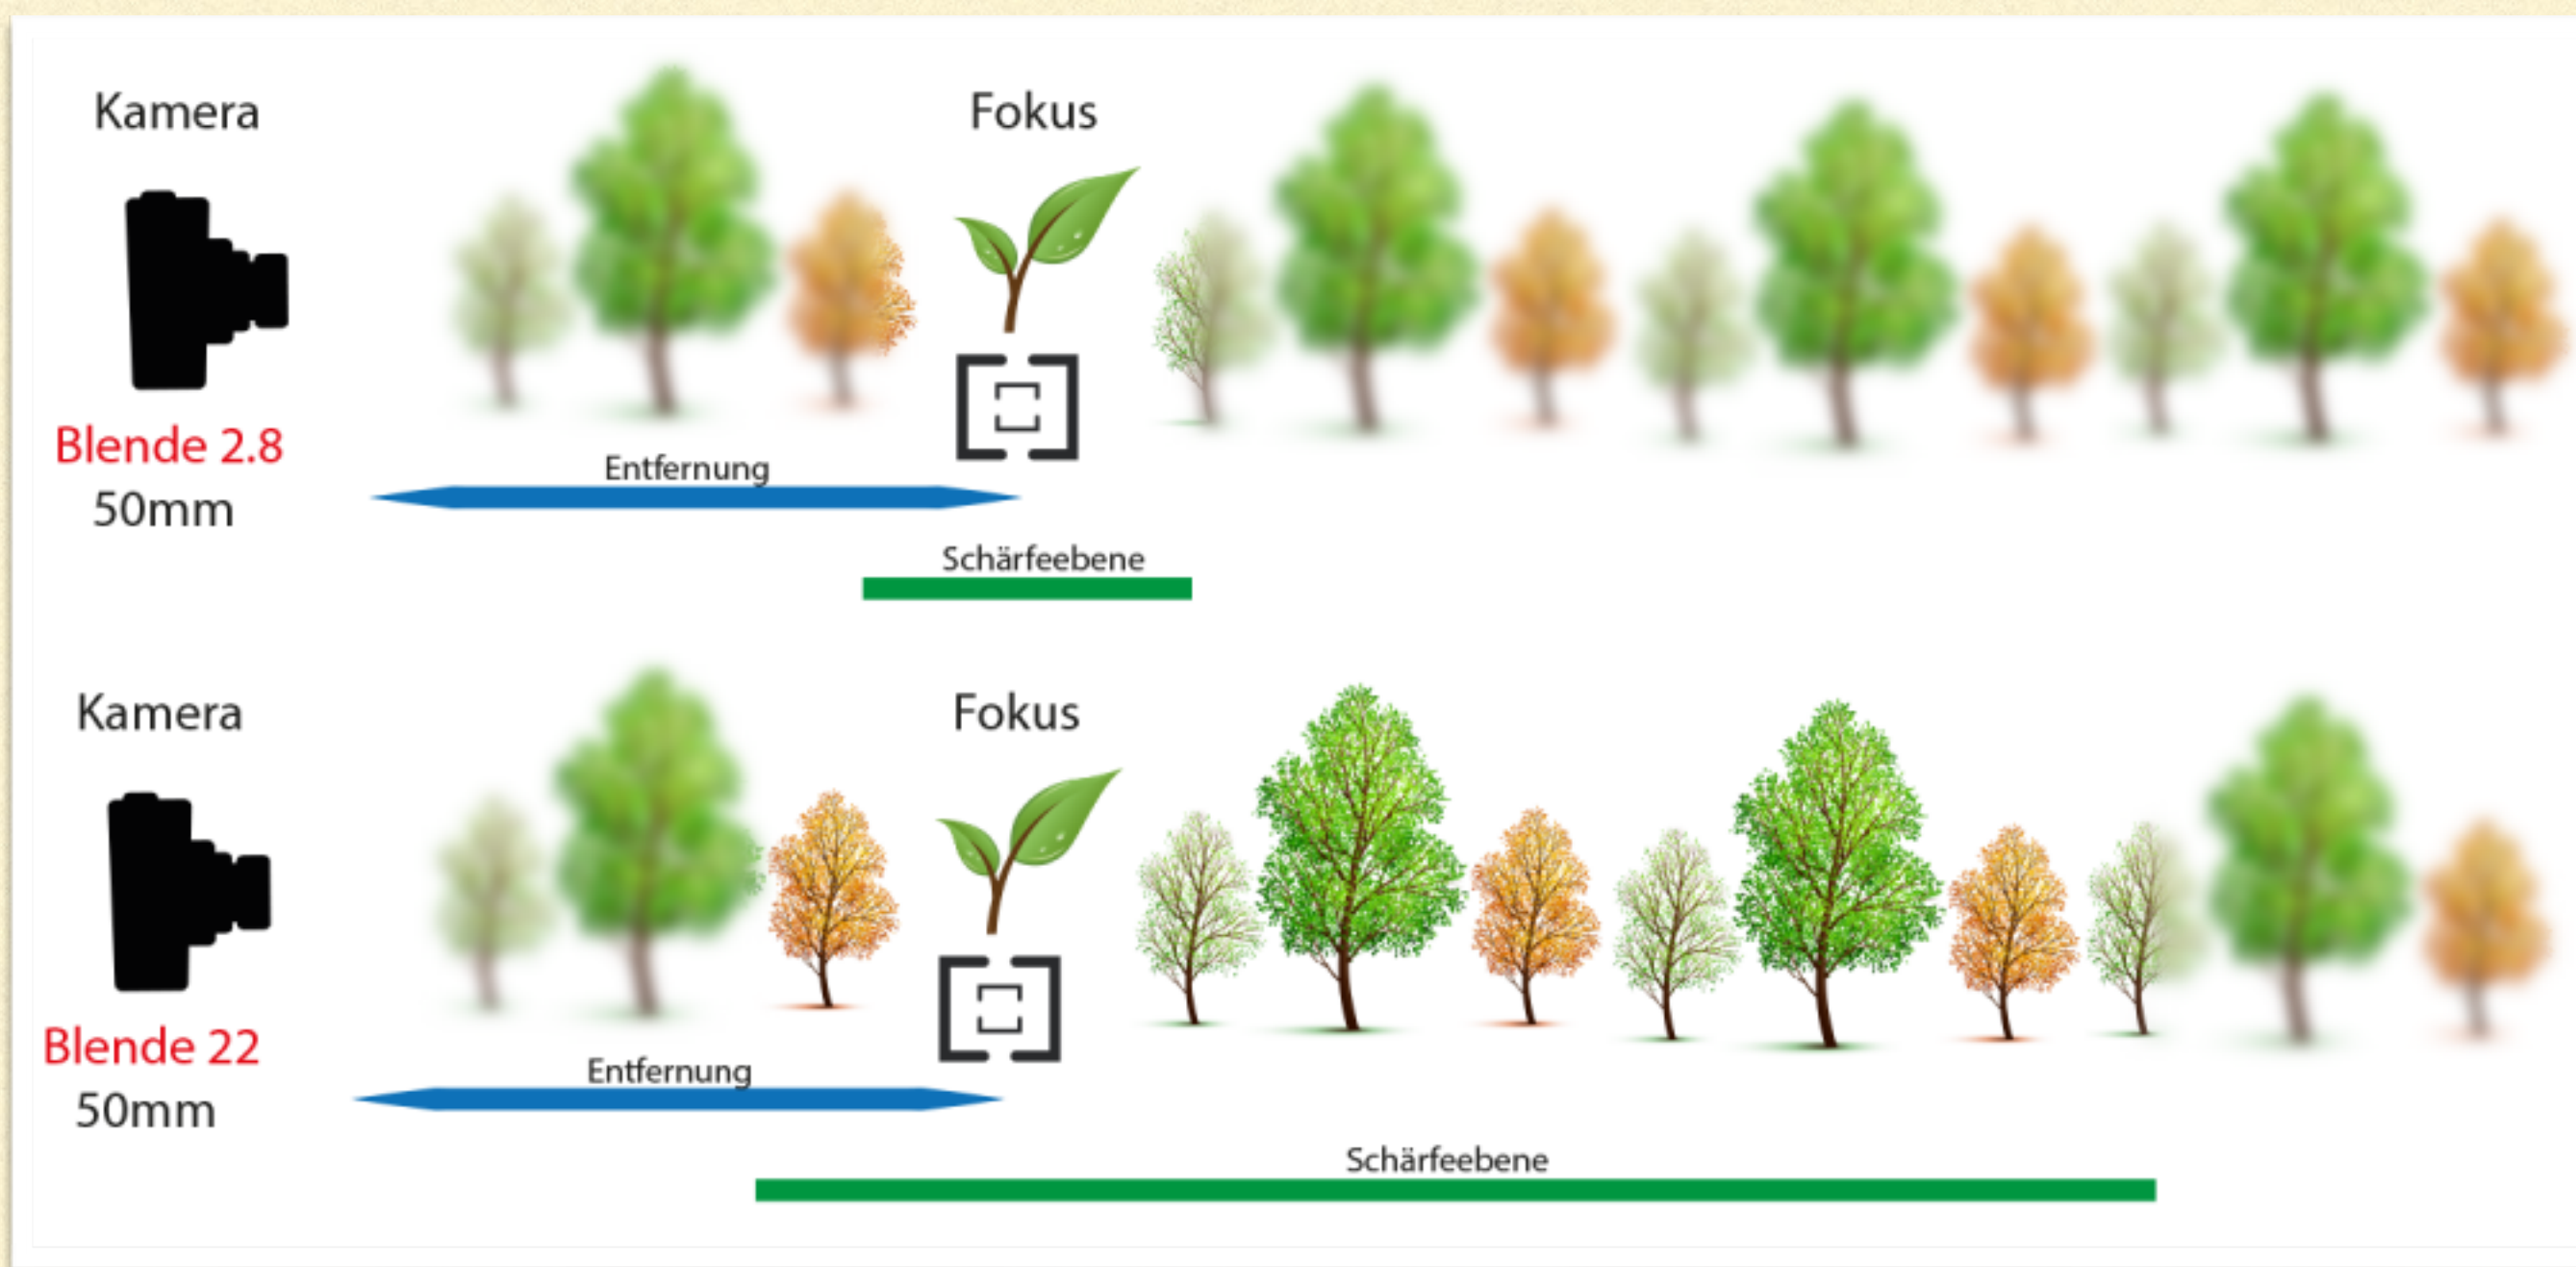 Kamera
Fokus
Blende 2.8
50mm
Entfernung
Schärfeebene
Kamera
Fokus
Blende 22
50mm
Entfernung
Schärfeebene